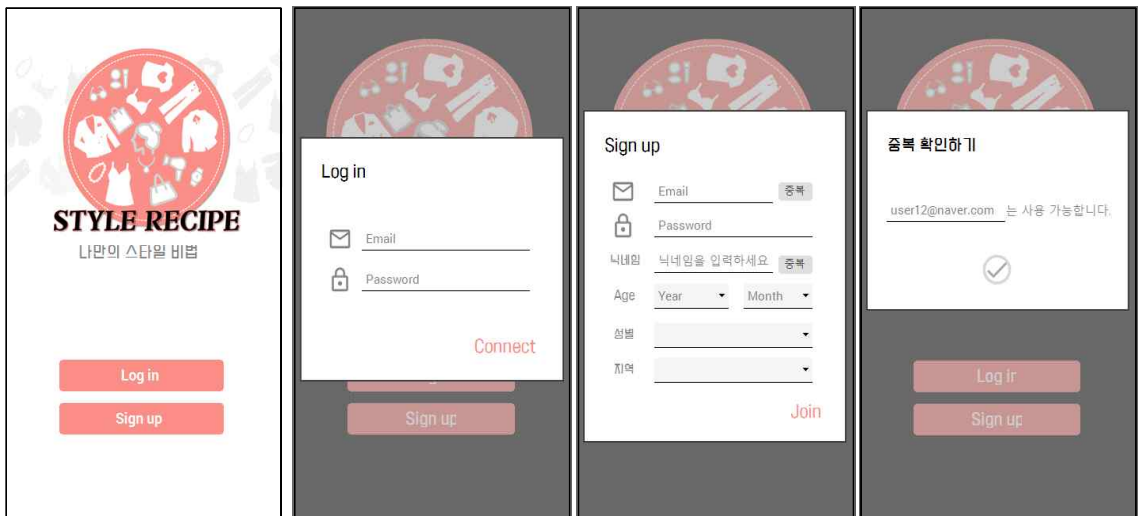 STYLE RECIPE
나만의 스타일 비법
Log in
Sign up
Log in
Email
Password
Connect
Sign up
Sign up
Email 중복
Password
닉네임 닉네임을 입력하세요 중복
Age Year Month
성별
지역
Join
중복 확인하기
user12@naver.com 는 사용 가능합니다.
Log in
Sign up